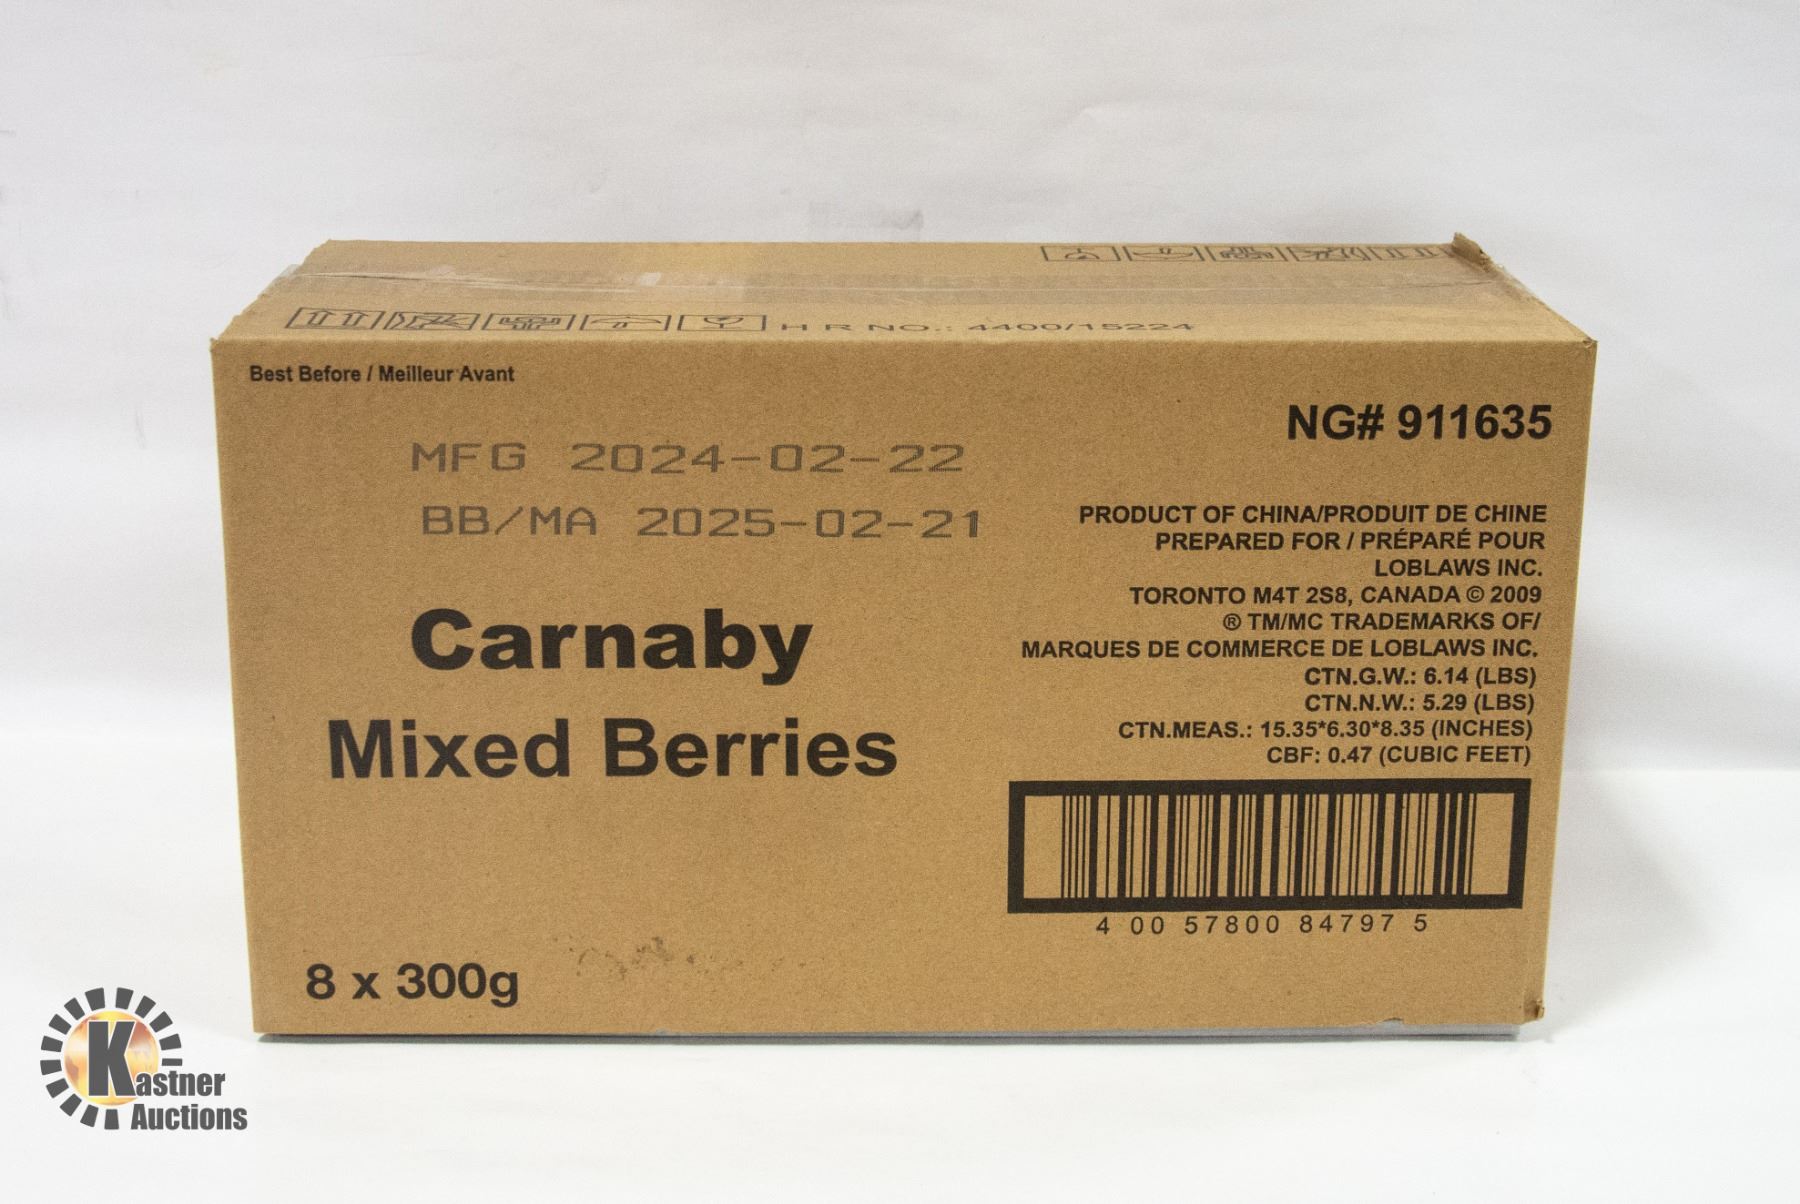 H R NO.: 4400/15224
Best Before / Meilleur Avant
MFG 2024-02-22
BB/MA 2025-02-21
Carnaby
Mixed Berries
8 x 300g
NG# 911635
PRODUCT OF CHINA/PRODUIT DE CHINE
PREPARED FOR / PRÉPARÉ POUR
LOBLAWS INC.
TORONTO M4T 2S8, CANADA © 2009
® TM/MC TRADEMARKS OF/
MARQUES DE COMMERCE DE LOBLAWS INC.
CTN.G.W.: 6.14 (LBS)
CTN.N.W.: 5.29 (LBS)
CTN.MEAS.: 15.35*6.30*8.35 (INCHES)
CBF: 0.47 (CUBIC FEET)
4 00 57800 84797 5
Kastner
Auctions